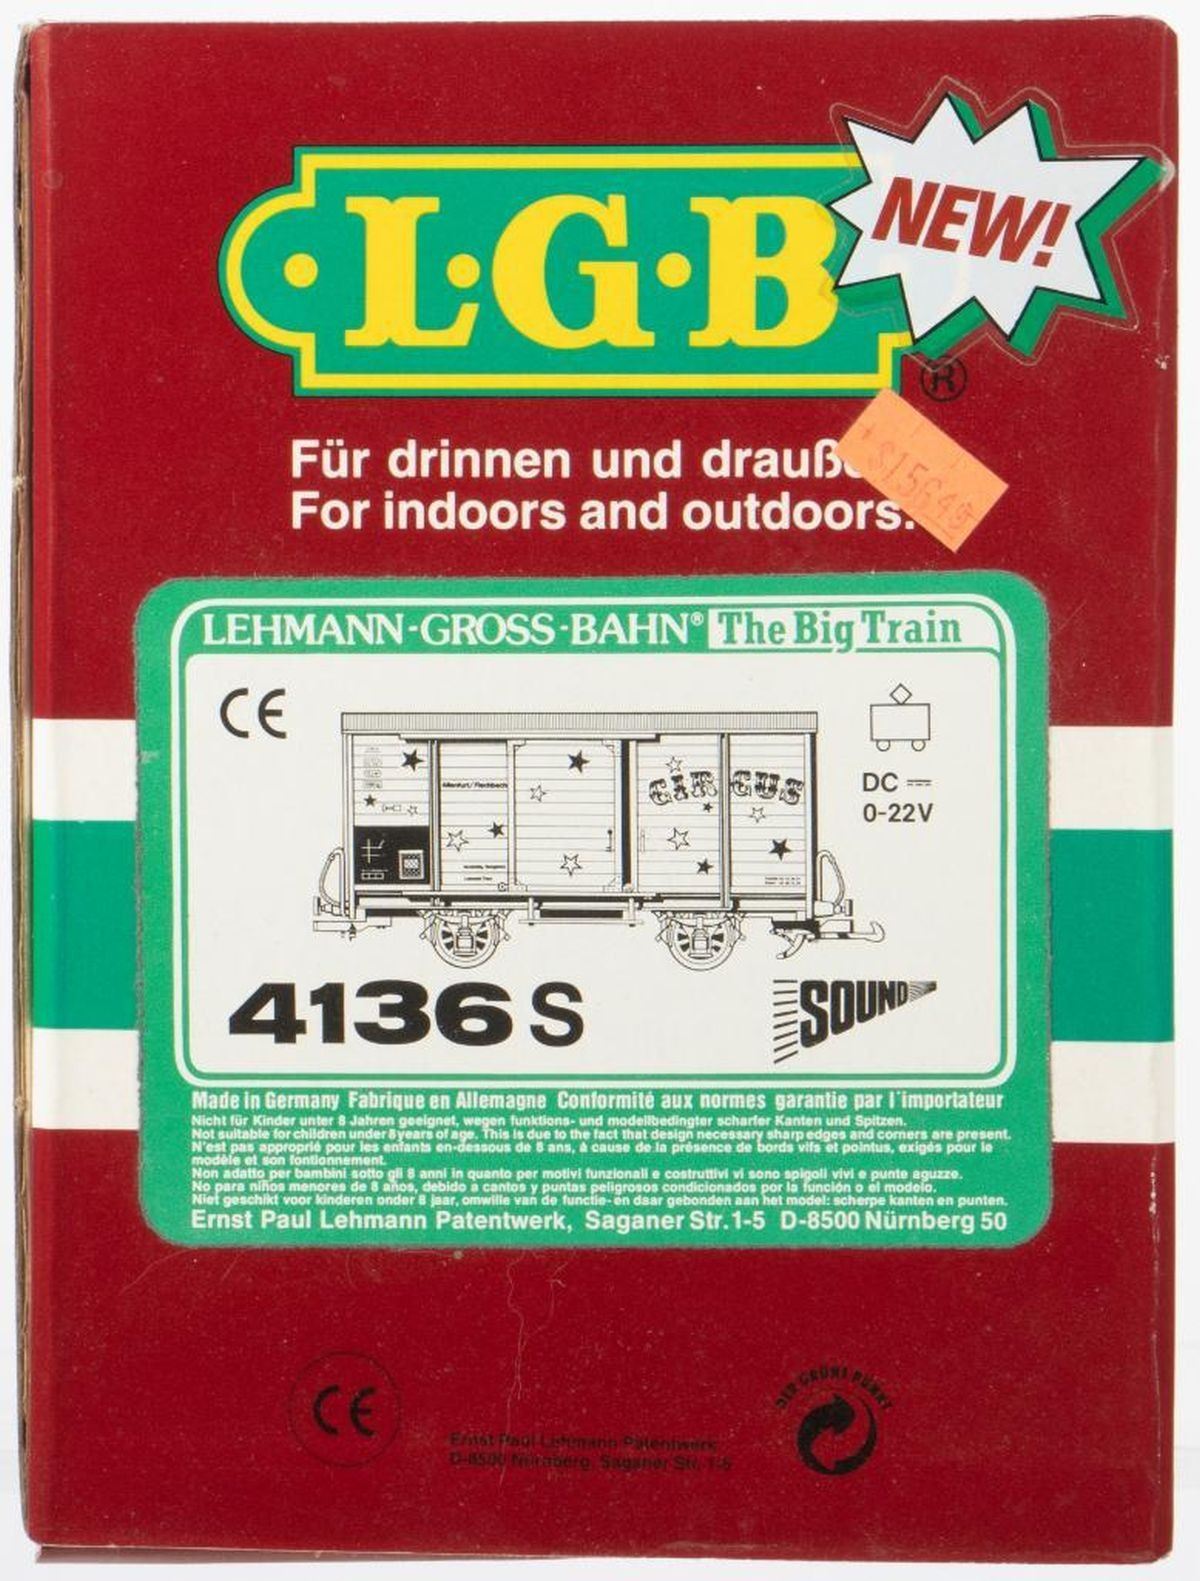 L·G·B
NEW!
®
Für drinnen und drauße
For indoors and outdoors.
$156.49
LEHMANN-GROSS-BAHN® The Big Train
CE
DC
0-22V
CIRCUS
4136 S
SOUND
Made in Germany Fabrique en Allemagne Conformité aux normes garantie par l'importateur
Nicht für Kinder unter 8 Jahren geeignet, wegen funktions- und modellbedingter scharfer Kanten und Spitzen.
Not suitable for children under 8 years of age. This is due to the fact that design necessary sharp edges and corners are present.
N'est pas approprié pour les enfants en-dessous de 8 ans, à cause de la présence de bords vifs et pointus, exigés pour le
modèle et son fontionnement.
Non adatto per bambini sotto gli 8 anni in quanto per motivi funzionali e costruttivi vi sono spigoli vivi e punte aguzze.
No para niños menores de 8 años, debido a cantos y puntas peligrosos condicionados por la función o el modelo.
Niet geschikt voor kinderen onder 8 jaar, omwille van de functie- en daar gebonden aan het model: scherpe kanten en punten.
Ernst Paul Lehmann Patentwerk, Saganer Str. 1-5 D-8500 Nürnberg 50
CE
Ernst Paul Lehmann Patentwerk
D-8500 Nürnberg, Saganer Str. 1-5
DER GRÜNE PUNKT